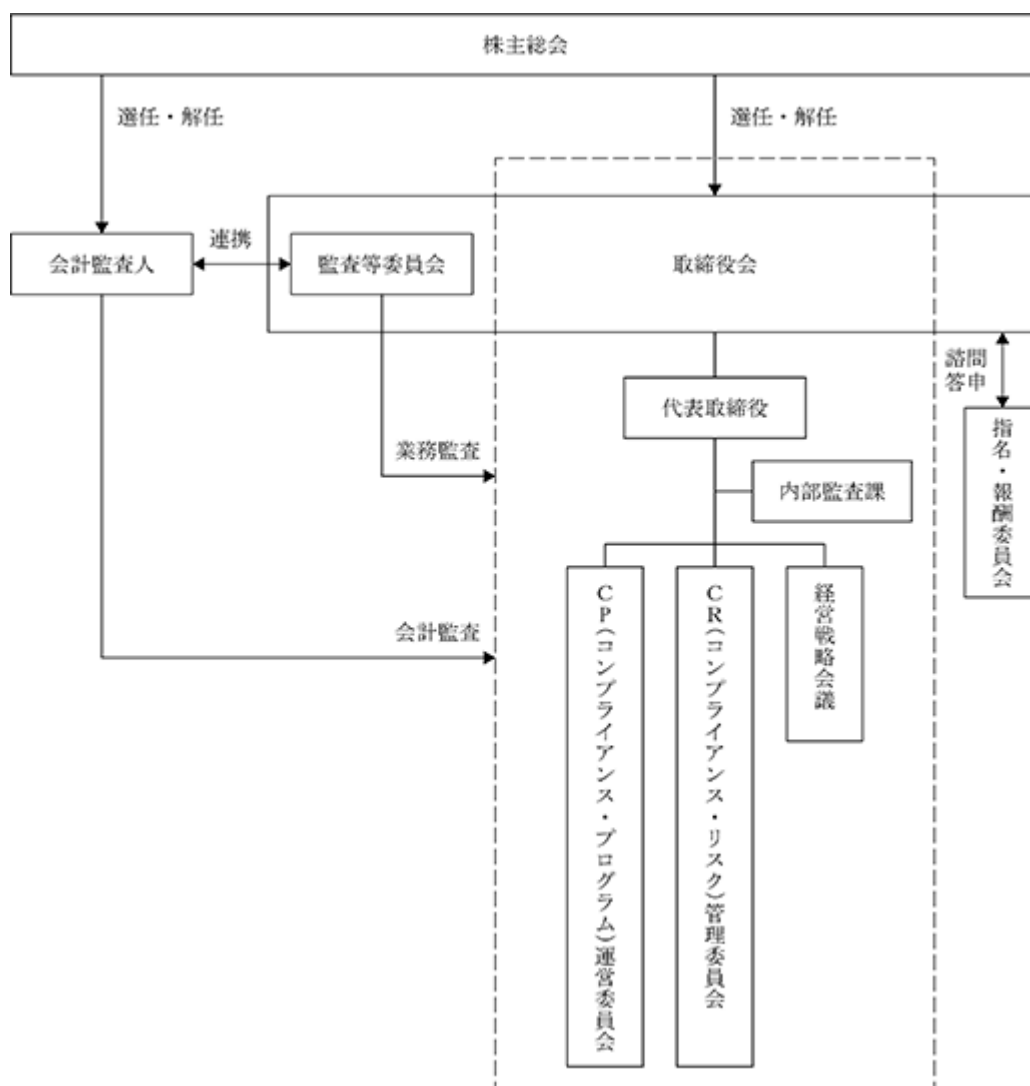 株主総会
選任・解任
選任・解任
会計監査人
連携
監査等委員会
取締役会
諮問
答申
代表取締役
指名・報酬委員会
業務監査
内部監査課
会計監査
CP(コンプライアンス・プログラム)運営委員会
CR(コンプライアンス・リスク)管理委員会
経営戦略会議